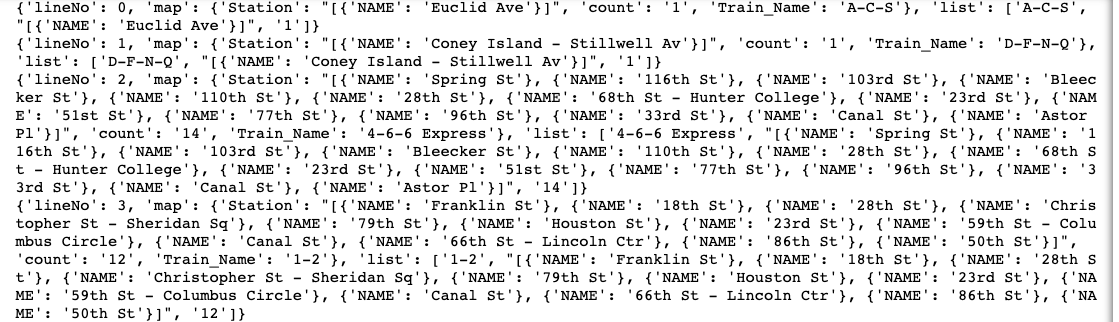 {'lineNo': 0, 'map': {'Station': "[{'NAME': 'Euclid Ave'}]", 'count': '1', 'Train_Name': 'A-C-S'}, 'list': ['A-C-S',
"[{'NAME': 'Euclid Ave'}]", '1']}
{'lineNo': 1, 'map': {'Station': "[{'NAME': 'Coney Island - Stillwell Av'}]", 'count': '1', 'Train_Name': 'D-F-N-Q'},
'list': ['D-F-N-Q', "[{'NAME': 'Coney Island - Stillwell Av'}]", '1']}
{'lineNo': 2, 'map': {'Station': "[{'NAME': 'Spring St'}, {'NAME': '116th St'}, {'NAME': '103rd St'}, {'NAME': 'Bleec
ker St'}, {'NAME': '110th St'}, {'NAME': '28th St'}, {'NAME': '68th St - Hunter College'}, {'NAME': '23rd St'}, {'NAM
E': '51st St'}, {'NAME': '77th St'}, {'NAME': '96th St'}, {'NAME': '33rd St'}, {'NAME': 'Canal St'}, {'NAME': 'Astor
Pl'}]", 'count': '14', 'Train_Name': '4-6-6 Express'}, 'list': ['4-6-6 Express', "[{'NAME': 'Spring St'}, {'NAME': '1
16th St'}, {'NAME': '103rd St'}, {'NAME': 'Bleecker St'}, {'NAME': '110th St'}, {'NAME': '28th St'}, {'NAME': '68th S
t - Hunter College'}, {'NAME': '23rd St'}, {'NAME': '51st St'}, {'NAME': '77th St'}, {'NAME': '96th St'}, {'NAME': '3
3rd St'}, {'NAME': 'Canal St'}, {'NAME': 'Astor Pl'}]", '14']}
{'lineNo': 3, 'map': {'Station': "[{'NAME': 'Franklin St'}, {'NAME': '18th St'}, {'NAME': '28th St'}, {'NAME': 'Chris
topher St - Sheridan Sq'}, {'NAME': '79th St'}, {'NAME': 'Houston St'}, {'NAME': '23rd St'}, {'NAME': '59th St - Colu
mbus Circle'}, {'NAME': 'Canal St'}, {'NAME': '66th St - Lincoln Ctr'}, {'NAME': '86th St'}, {'NAME': '50th St'}]",
'count': '12', 'Train_Name': '1-2'}, 'list': ['1-2', "[{'NAME': 'Franklin St'}, {'NAME': '18th St'}, {'NAME': '28th S
t'}, {'NAME': 'Christopher St - Sheridan Sq'}, {'NAME': '79th St'}, {'NAME': 'Houston St'}, {'NAME': '23rd St'}, {'NA
ME': '59th St - Columbus Circle'}, {'NAME': 'Canal St'}, {'NAME': '66th St - Lincoln Ctr'}, {'NAME': '86th St'}, {'NA
ME': '50th St'}]", '12']}